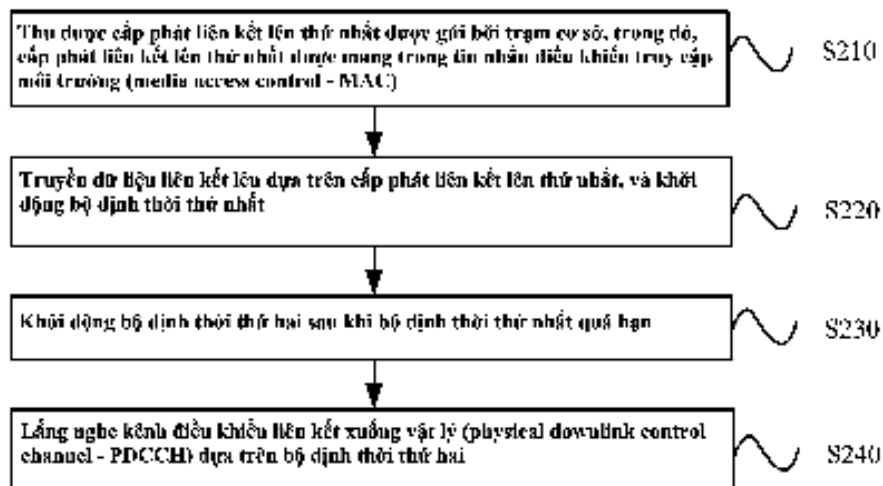 Thu được cấp phát liên kết lên thứ nhất được gửi bởi trạm cơ sở, trong đó,
cấp phát liên kết lên thứ nhất được mang trong tin nhắn điều khiển truy cập
môi trường (media access control - MAC)
S210
Truyền dữ liệu liên kết lên dựa trên cấp phát liên kết lên thứ nhất, và khởi
động bộ định thời thứ nhất
S220
Khởi động bộ định thời thứ hai sau khi bộ định thời thứ nhất quá hạn
S230
Lắng nghe kênh điều khiển liên kết xuống vật lý (physical downlink control
channel - PDCCH) dựa trên bộ định thời thứ hai
S240